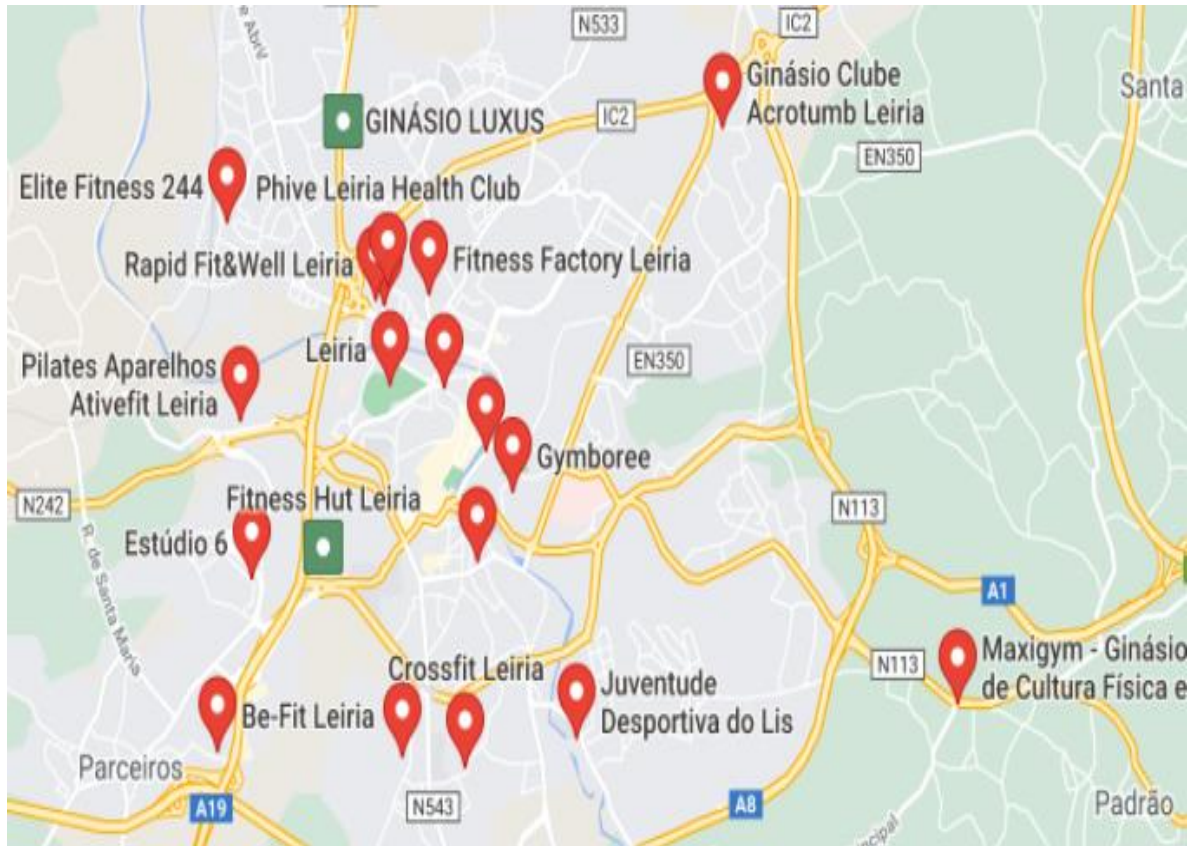 e Abril
N533
IC2
Ginásio Clube
Acrotumb Leiria
Santa
GINÁSIO LUXUS
IC2
EN350
Elite Fitness 244
Phive Leiria Health Club
Rapid Fit&Well Leiria
Fitness Factory Leiria
Leiria
EN350
Pilates Aparelhos
Ativefit Leiria
Gymboree
N242
Fitness Hut Leiria
N113
Estúdio 6
R. de Santa Maria
A1
Crossfit Leiria
N113
Maxigym - Ginásio
de Cultura Física e
Juventude
Desportiva do Lis
Be-Fit Leiria
Parceiros
A19
N543
A8
Padrão
cipal